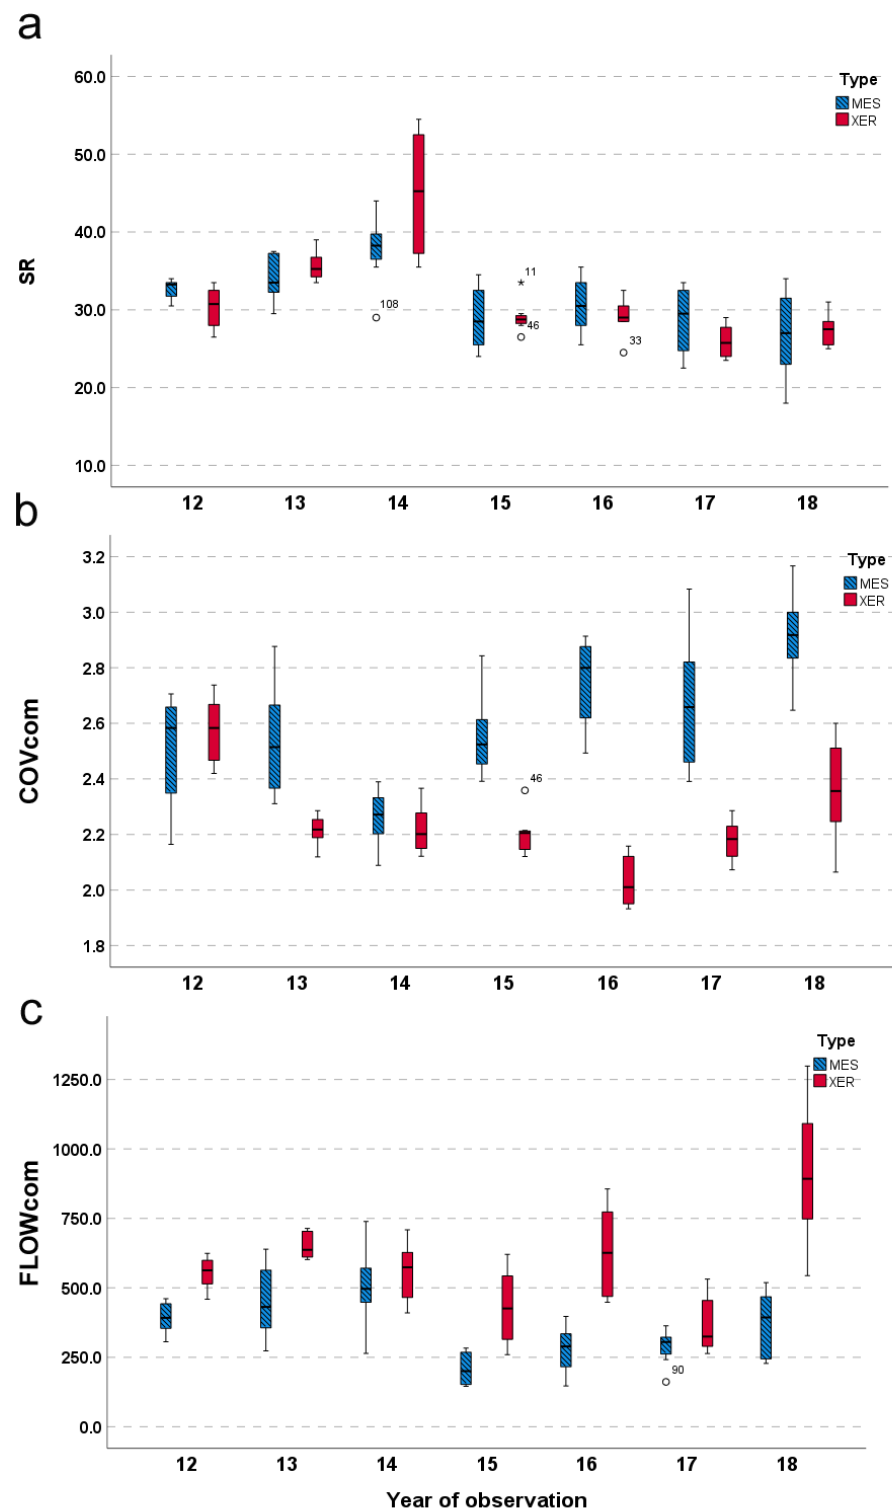 a
60.0
50.0
40.0
30.0
20.0
10.0
SR
Type
MES
XER
108
11
46
33
12 13 14 15 16 17 18
b
3.2
3.0
2.8
2.6
2.4
2.2
2.0
1.8
COVcom
Type
MES
XER
46
12 13 14 15 16 17 18
c
1250.0
1000.0
750.0
500.0
250.0
0.0
FLOWcom
Type
MES
XER
90
12 13 14 15 16 17 18
Year of observation